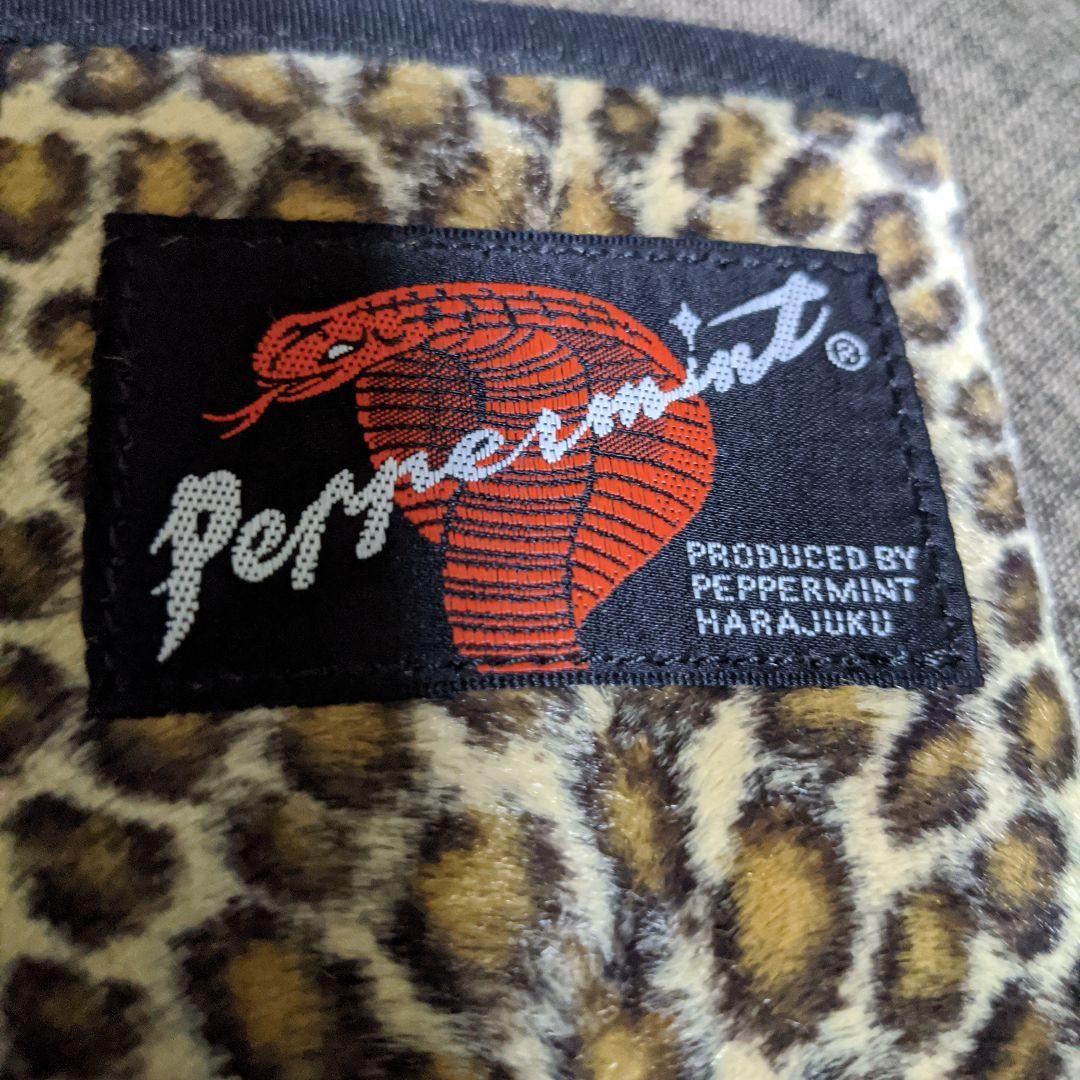 Peppermint®
PRODUCED BY
PEPPERMINT
HARAJUKU